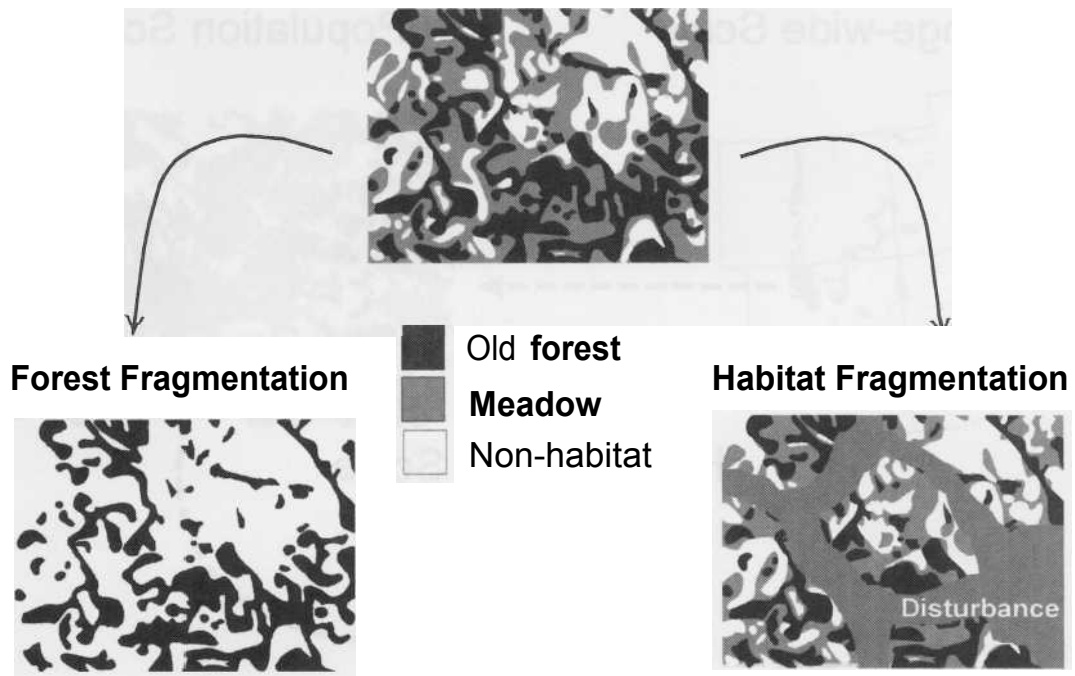 Old forest
Meadow
Non-habitat
Forest Fragmentation
Habitat Fragmentation
Disturbance